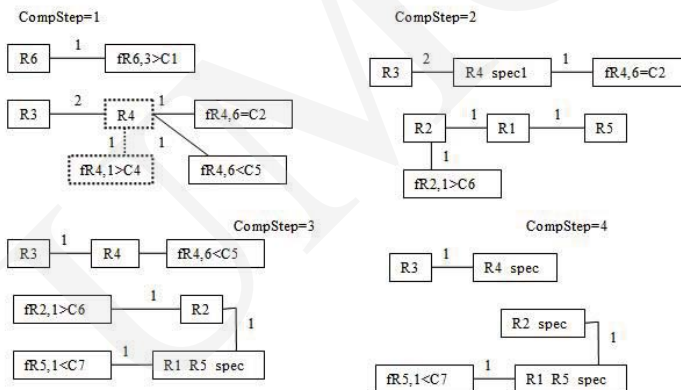 CompStep=1
R6 1 fR6,3>C1
R3 2 R4 1 fR4,6=C2
1 1
fR4,1>C4 fR4,6<C5
CompStep=2
R3 2 R4 spec1 1 fR4,6=C2
R2 1 R1 1 R5
1
fR2,1>C6
CompStep=3
R3 1 R4 fR4,6<C5
fR2,1>C6 1 R2
1
fR5,1<C7 1 R1 R5 spec
CompStep=4
R3 1 R4 spec
R2 spec
1
fR5,1<C7 1 R1 R5 spec